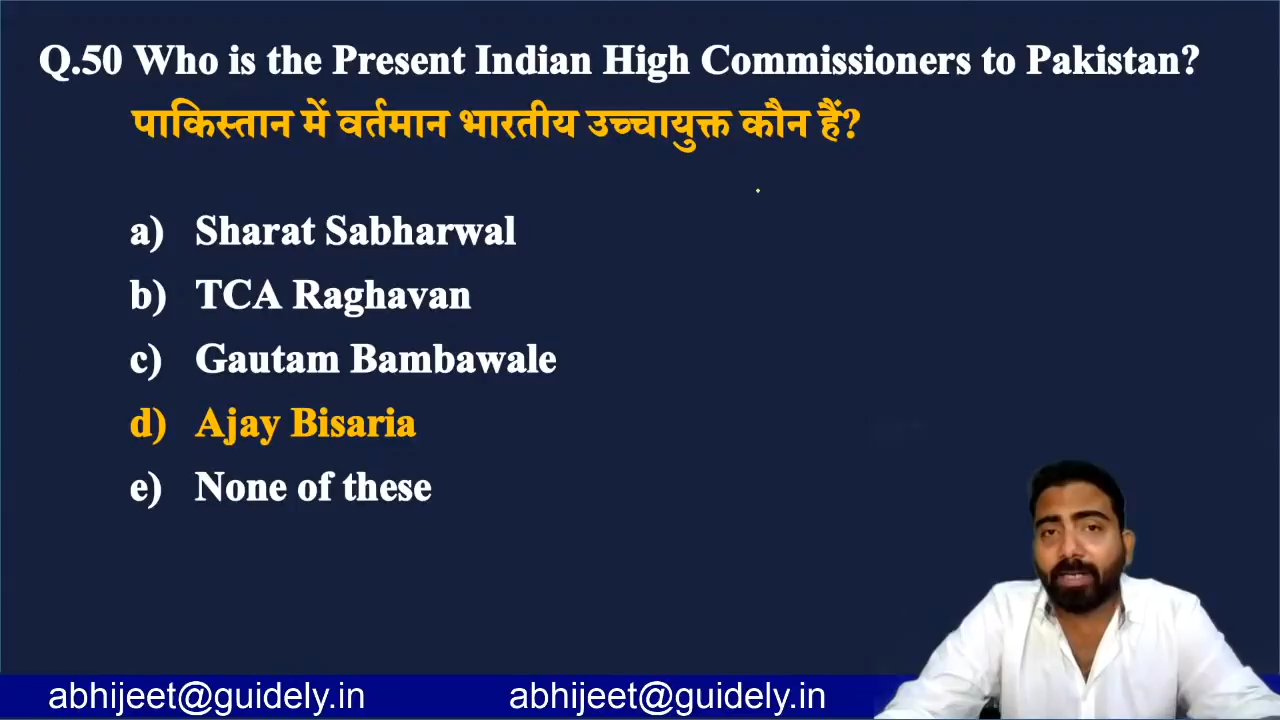 Q.50 Who is the Present Indian High Commissioners to Pakistan?
पाकिस्तान में वर्तमान भारतीय उच्चायुक्त कौन हैं?
a) Sharat Sabharwal
b) TCA Raghavan
c) Gautam Bambawale
d) Ajay Bisaria
e) None of these
abhijeet@guidely.in abhijeet@guidely.in